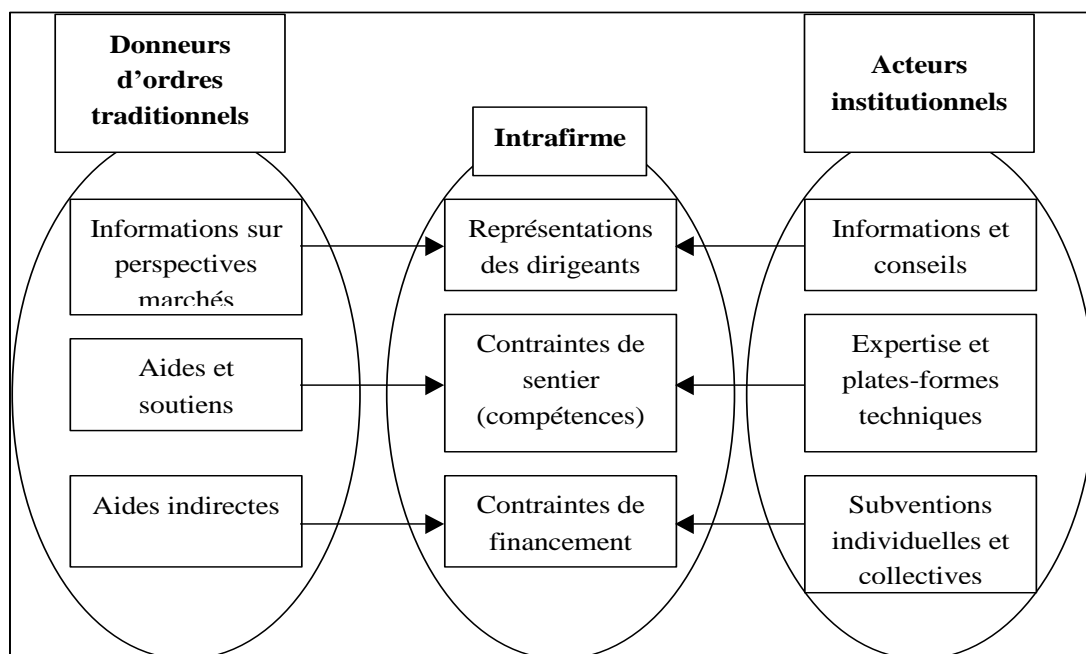 Donneurs
d'ordres
traditionnels
Intrafirme
Acteurs
institutionnels
Informations sur
perspectives
marchés
Représentations
des dirigeants
Informations et
conseils
Aides et
soutiens
Contraintes de
sentier
(compétences)
Expertise et
plates-formes
techniques
Aides indirectes
Contraintes de
financement
Subventions
individuelles et
collectives